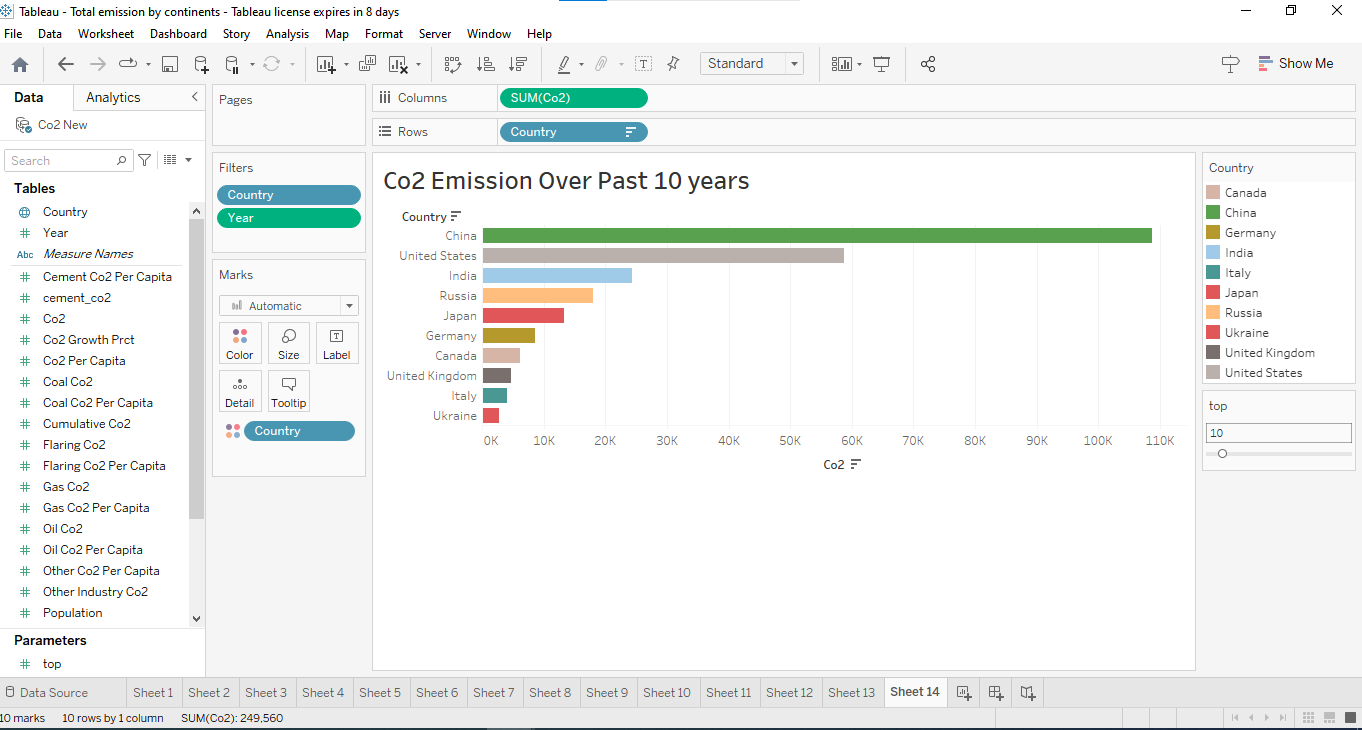 Tableau - Total emission by continents - Tableau license expires in 8 days
File Data Worksheet Dashboard Story Analysis Map Format Server Window Help
Standard Show Me
Data Analytics
Co2 New
Search
Tables
Country
Year
Abc Measure Names
Cement Co2 Per Capita
cement_co2
Co2
Co2 Growth Prct
Co2 Per Capita
Coal Co2
Coal Co2 Per Capita
Cumulative Co2
Flaring Co2
Flaring Co2 Per Capita
Gas Co2
Gas Co2 Per Capita
Oil Co2
Oil Co2 Per Capita
Other Co2 Per Capita
Other Industry Co2
Population
Parameters
top
Pages
Filters
Country
Year
Marks
Automatic
Color Size T Label
Detail Tooltip
Country
Columns SUM(Co2)
Rows Country
Co2 Emission Over Past 10 years
Country
China
United States
India
Russia
Japan
Germany
Canada
United Kingdom
Italy
Ukraine
0K 10K 20K 30K 40K 50K 60K 70K 80K 90K 100K 110K
Co2
Country
Canada
China
Germany
India
Italy
Japan
Russia
Ukraine
United Kingdom
United States
top
10
Data Source Sheet 1 Sheet 2 Sheet 3 Sheet 4 Sheet 5 Sheet 6 Sheet 7 Sheet 8 Sheet 9 Sheet 10 Sheet 11 Sheet 12 Sheet 13 Sheet 14
10 marks 10 rows by 1 column SUM(Co2): 249,560